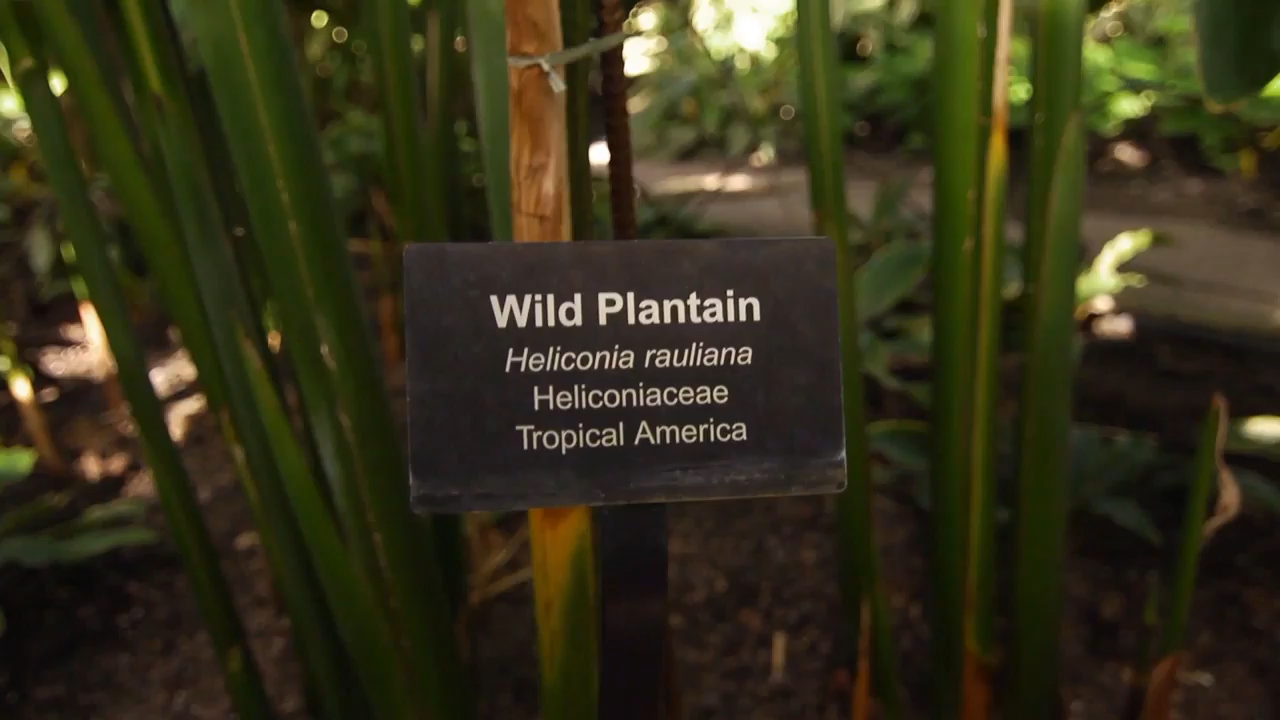 Wild Plantain
Heliconia rauliana
Heliconiaceae
Tropical America